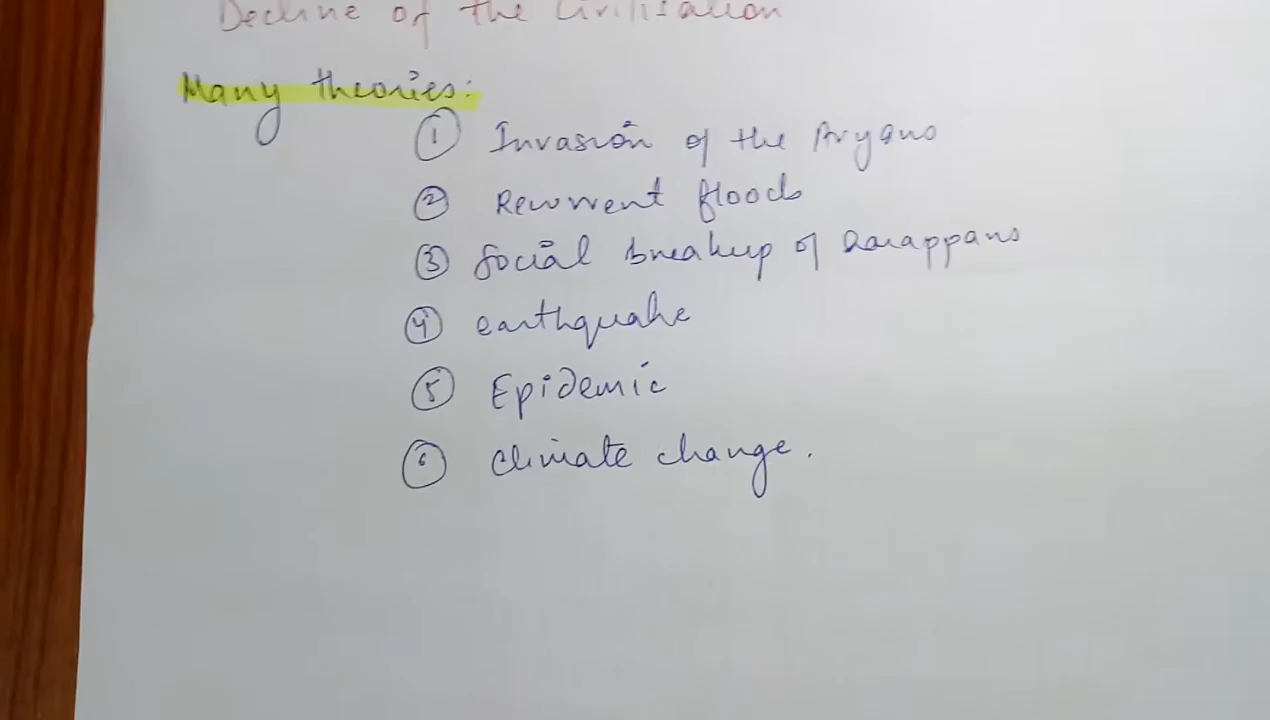 Decline of the Civilisation
Many theories:
① Invasion of the Aryans
② Recurrent floods
③ Social breakup of Harappans
④ earthquake
⑤ Epidemic
⑥ climate change.